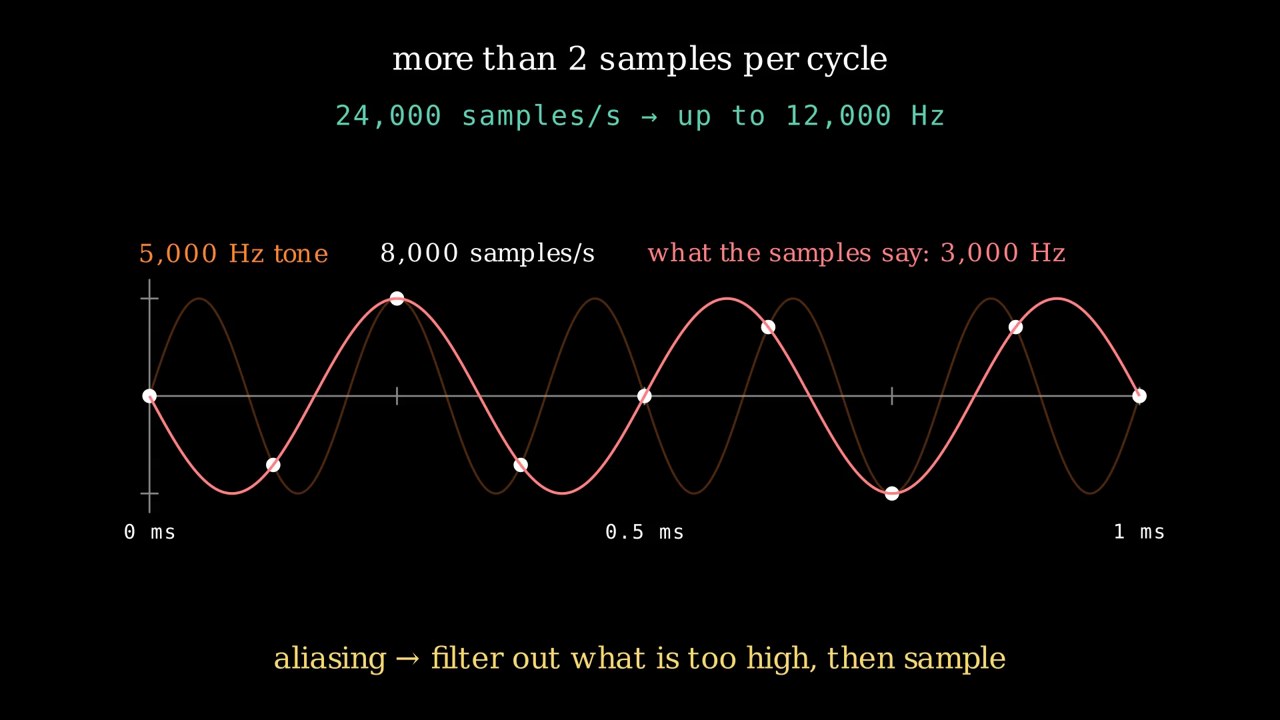 more than 2 samples per cycle
24,000 samples/s → up to 12,000 Hz
5,000 Hz tone 8,000 samples/s what the samples say: 3,000 Hz
0 ms 0.5 ms 1 ms
aliasing → filter out what is too high, then sample